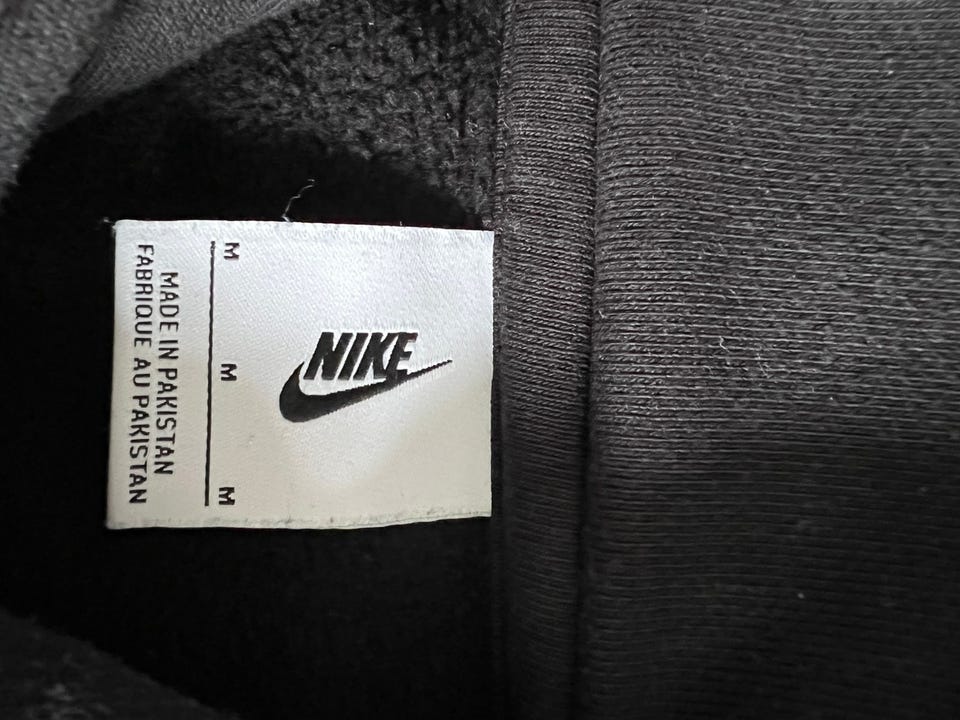 NIKE
M M M
MADE IN PAKISTAN
FABRIQUE AU PAKISTAN